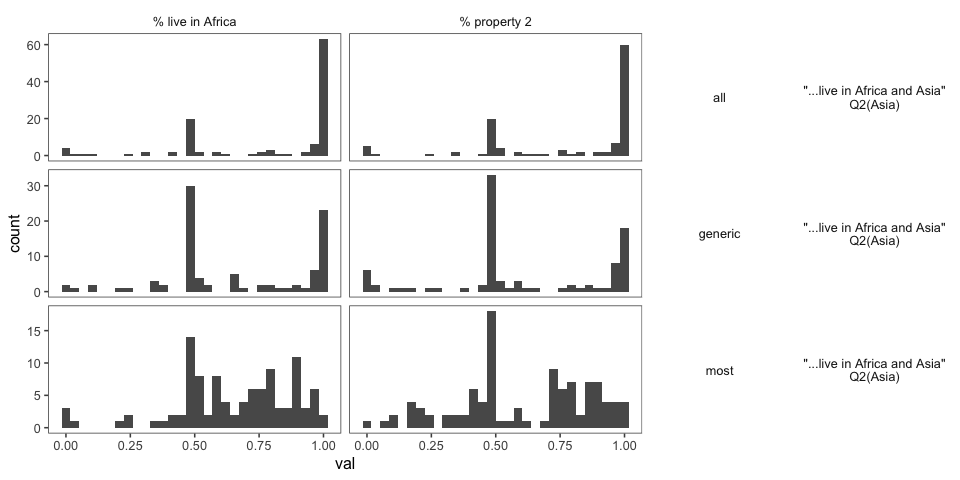 % live in Africa
% property 2
60
40
20
0
all
"...live in Africa and Asia"
Q2(Asia)
30
20
10
0
generic
"...live in Africa and Asia"
Q2(Asia)
15
10
5
0
most
"...live in Africa and Asia"
Q2(Asia)
count
0.00 0.25 0.50 0.75 1.00 0.00 0.25 0.50 0.75 1.00
val